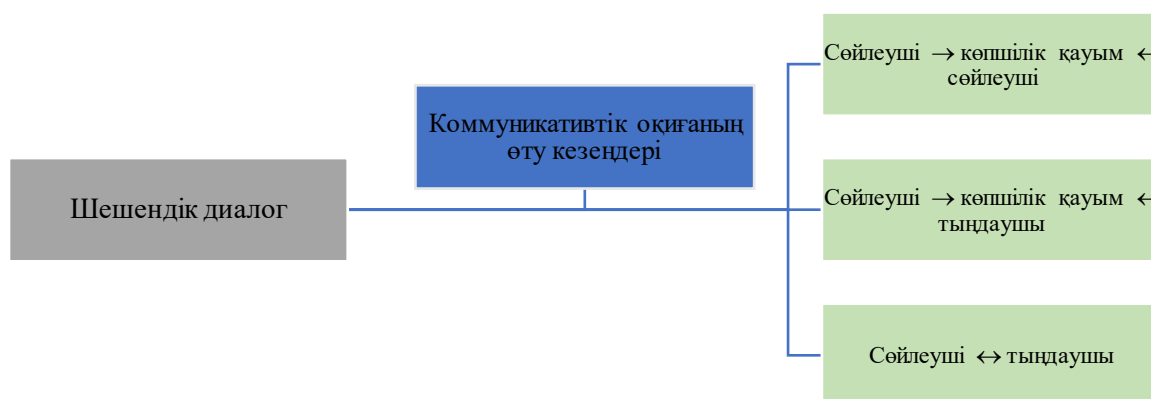 Сөйлеуші → көпшілік қауым ↔
сөйлеуші
Коммуникативтік оқиғаның
өту кезеңдері
Шешендік диалог
Сөйлеуші → көпшілік қауым ↔
тыңдаушы
Сөйлеуші ↔ тыңдаушы